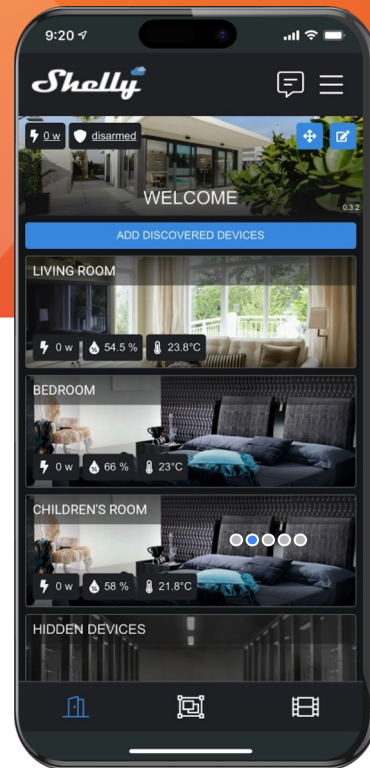 9:20
Shelly
0 w
disarmed
WELCOME
0.3.2
ADD DISCOVERED DEVICES
LIVING ROOM
0 w 54.5 % 23.8°C
BEDROOM
0 w 66 % 23°C
CHILDREN'S ROOM
0 w 58 % 21.8°C
HIDDEN DEVICES